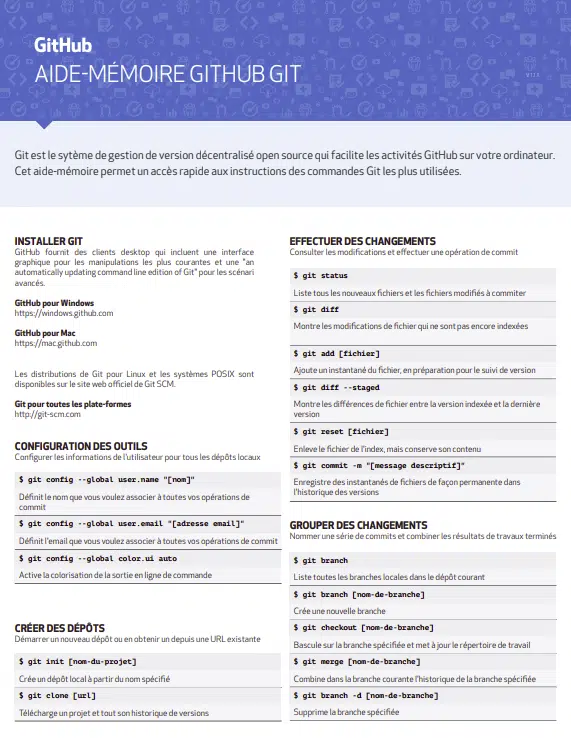 GitHub
AIDE-MÉMOIRE GITHUB GIT
Git est le sytème de gestion de version décentralisé open source qui facilite les activités GitHub sur votre ordinateur.
Cet aide-mémoire permet un accès rapide aux instructions des commandes Git les plus utilisées.
INSTALLER GIT
GitHub fournit des clients desktop qui incluent une interface
graphique pour les manipulations les plus courantes et une "an
automatically updating command line edition of Git" pour les scénari
avancés.
GitHub pour Windows
https://windows.github.com
GitHub pour Mac
https://mac.github.com
Les distributions de Git pour Linux et les systèmes POSIX sont
disponibles sur le site web officiel de Git SCM.
Git pour toutes les plate-formes
http://git-scm.com
CONFIGURATION DES OUTILS
Configurer les informations de l'utilisateur pour tous les dépôts locaux
$ git config --global user.name "[nom]"
Définit le nom que vous voulez associer à toutes vos opérations de
commit
$ git config --global user.email "[adresse email]"
Définit l'email que vous voulez associer à toutes vos opérations de commit
$ git config --global color.ui auto
Active la colorisation de la sortie en ligne de commande
CRÉER DES DÉPÔTS
Démarrer un nouveau dépôt ou en obtenir un depuis une URL existante
$ git init [nom-du-projet]
Crée un dépôt local à partir du nom spécifié
$ git clone [url]
Télécharge un projet et tout son historique de versions
EFFECTUER DES CHANGEMENTS
Consulter les modifications et effectuer une opération de commit
$ git status
Liste tous les nouveaux fichiers et les fichiers modifiés à commiter
$ git diff
Montre les modifications de fichier qui ne sont pas encore indexées
$ git add [fichier]
Ajoute un instantané du fichier, en préparation pour le suivi de version
$ git diff --staged
Montre les différences de fichier entre la version indexée et la dernière
version
$ git reset [fichier]
Enleve le fichier de l'index, mais conserve son contenu
$ git commit -m "[message descriptif]"
Enregistre des instantanés de fichiers de façon permanente dans
l'historique des versions
GROUPER DES CHANGEMENTS
Nommer une série de commits et combiner les résultats de travaux terminés
$ git branch
Liste toutes les branches locales dans le dépôt courant
$ git branch [nom-de-branche]
Crée une nouvelle branche
$ git checkout [nom-de-branche]
Bascule sur la branche spécifiée et met à jour le répertoire de travail
$ git merge [nom-de-branche]
Combine dans la branche courante l'historique de la branche spécifiée
$ git branch -d [nom-de-branche]
Supprime la branche spécifiée